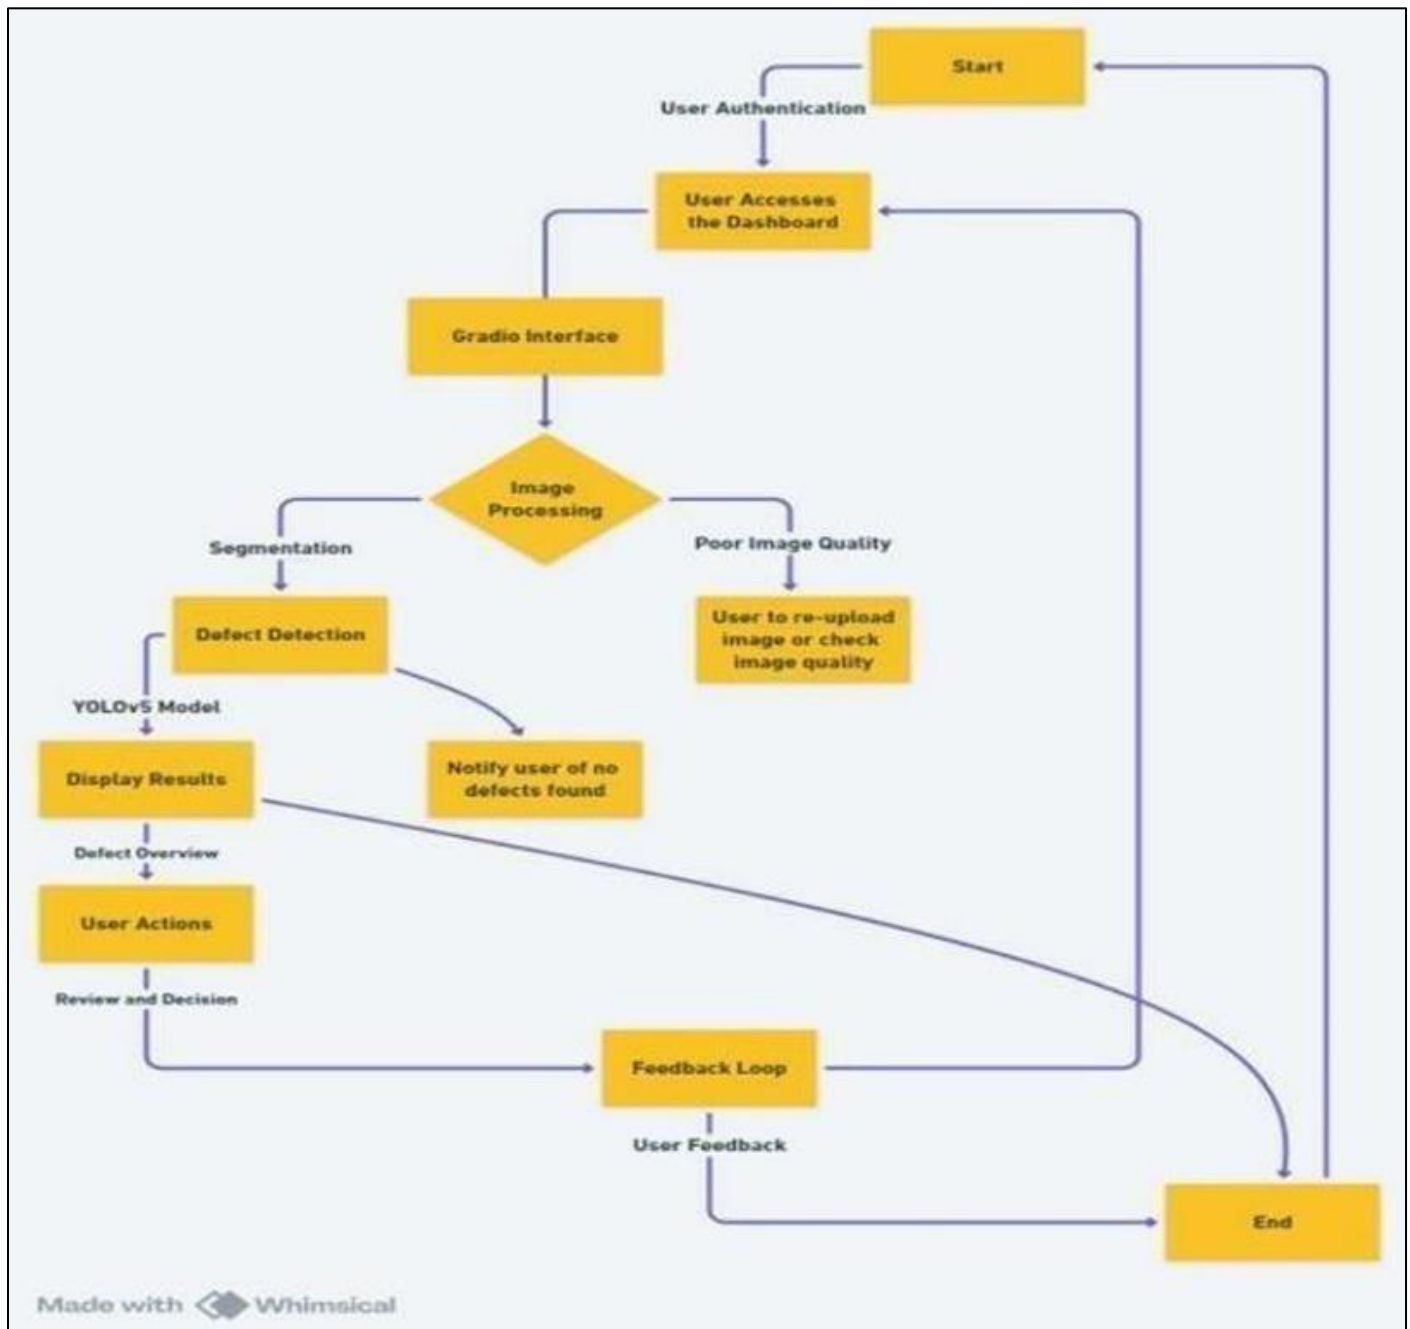 Start
User Authentication
User Accesses
the Dashboard
Gradio Interface
Image
Processing
Segmentation
Poor Image Quality
Defect Detection
User to re-upload
image or check
image quality
YOLOv5 Model
Display Results
Notify user of no
defects found
Defect Overview
User Actions
Review and Decision
Feedback Loop
User Feedback
End
Made with Whimsical